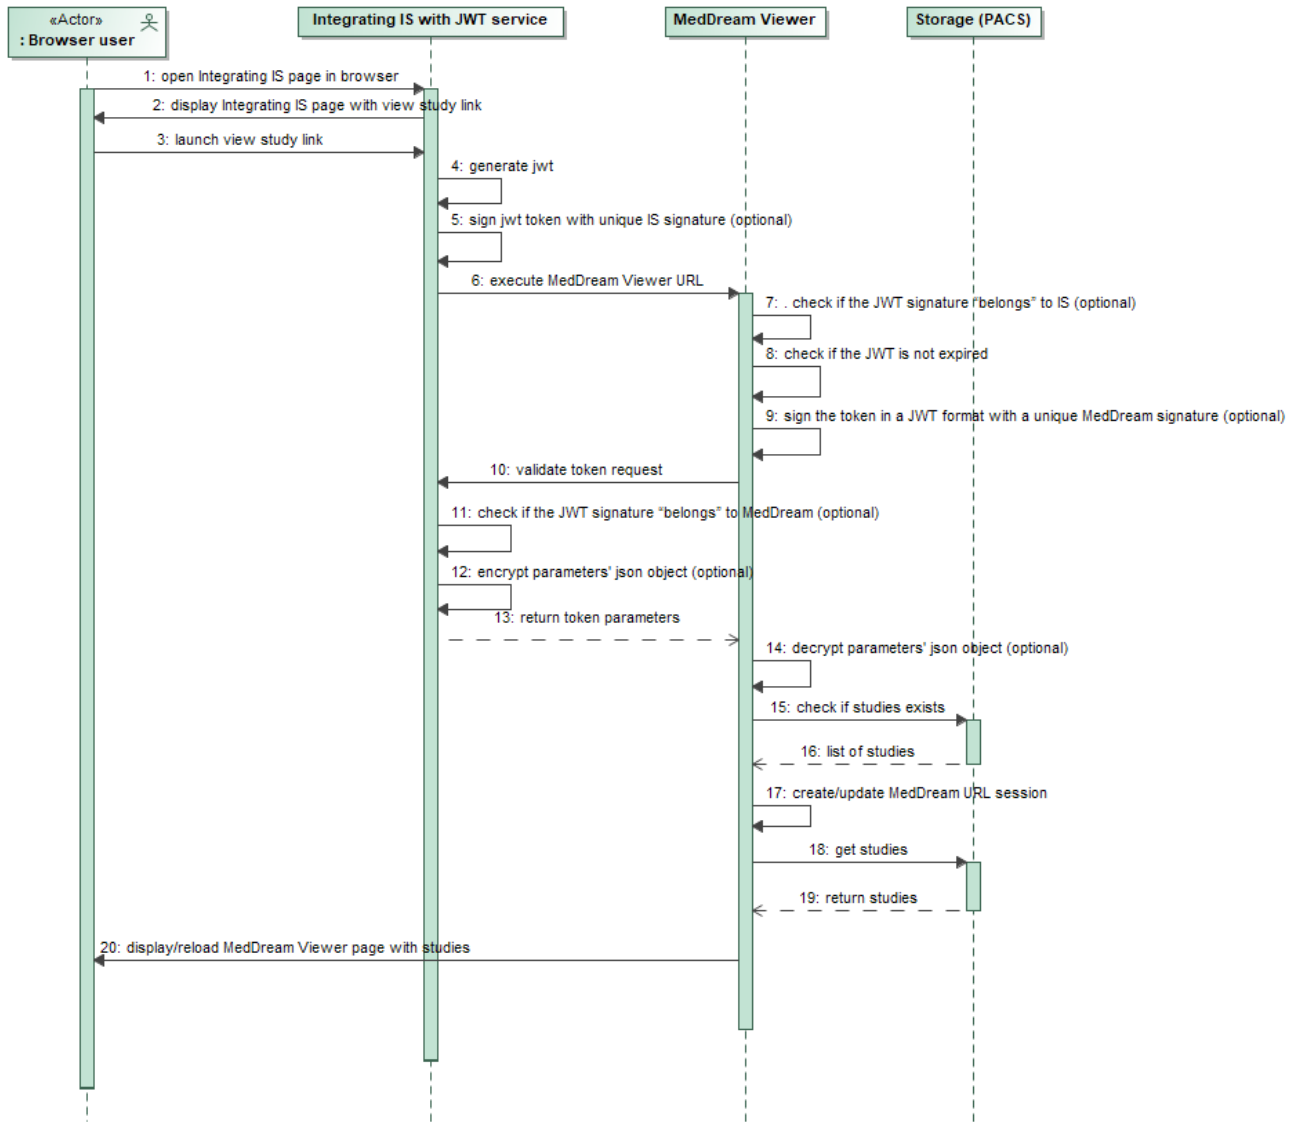 «Actor»
: Browser user
Integrating IS with JWT service
MedDream Viewer
Storage (PACS)
1: open Integrating IS page in browser
2: display Integrating IS page with view study link
3: launch view study link
4: generate jwt
5: sign jwt token with unique IS signature (optional)
6: execute MedDream Viewer URL
7: . check if the JWT signature “belongs” to IS (optional)
8: check if the JWT is not expired
9: sign the token in a JWT format with a unique MedDream signature (optional)
10: validate token request
11: check if the JWT signature “belongs” to MedDream (optional)
12: encrypt parameters' json object (optional)
13: return token parameters
14: decrypt parameters' json object (optional)
15: check if studies exists
16: list of studies
17: create/update MedDream URL session
18: get studies
19: return studies
20: display/reload MedDream Viewer page with studies